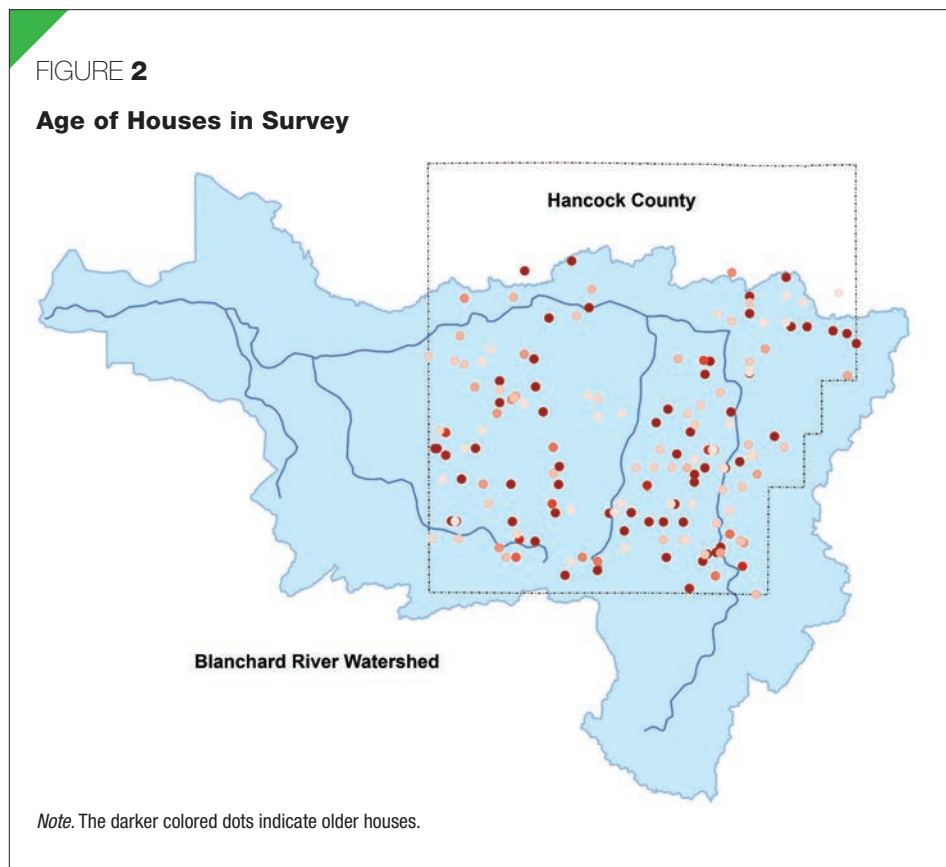 FIGURE 2
Age of Houses in Survey
Hancock County
Blanchard River Watershed
Note. The darker colored dots indicate older houses.